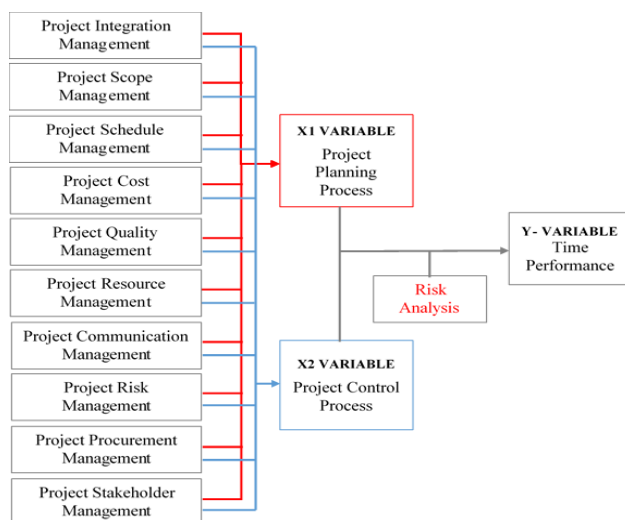 Project Integration
Management
Project Scope
Management
Project Schedule
Management
Project Cost
Management
Project Quality
Management
Project Resource
Management
Project Communication
Management
Project Risk
Management
Project Procurement
Management
Project Stakeholder
Management
X1 VARIABLE
Project
Planning
Process
X2 VARIABLE
Project Control
Process
Risk
Analysis
Y- VARIABLE
Time
Performance